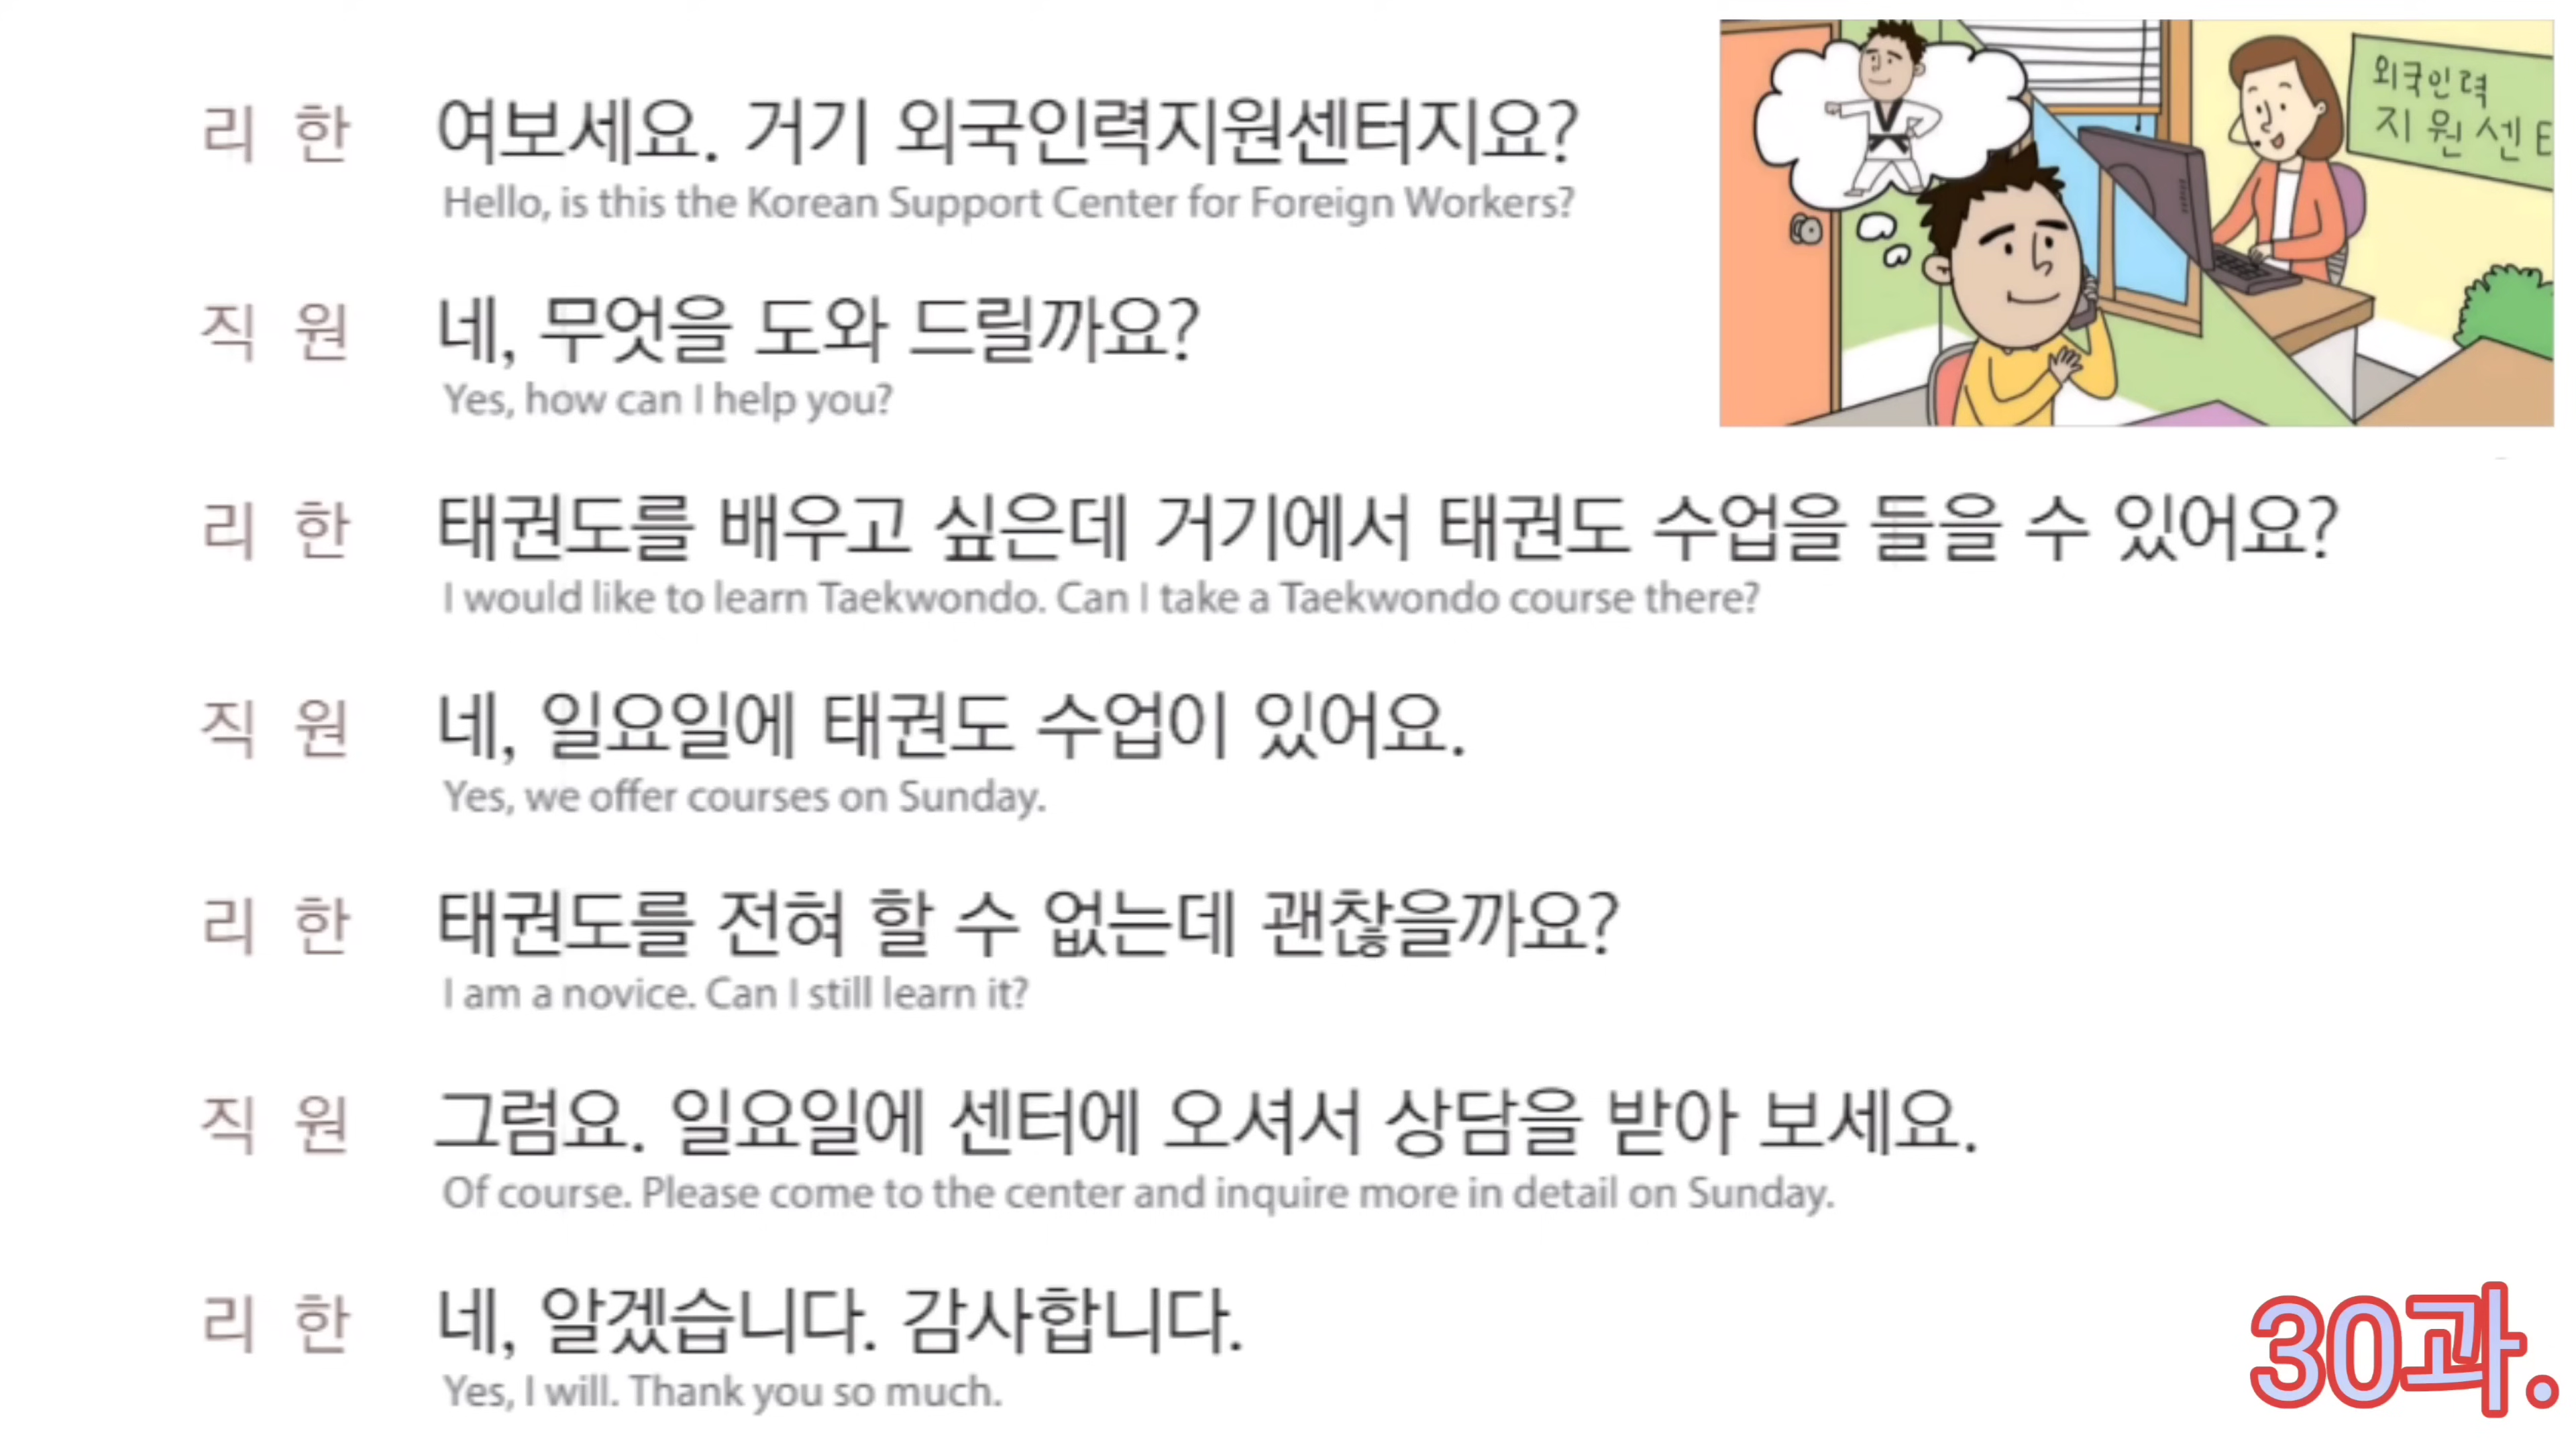 리 한 여보세요. 거기 외국인력지원센터지요?
Hello, is this the Korean Support Center for Foreign Workers?
외국인력
지원센터
직 원 네, 무엇을 도와 드릴까요?
Yes, how can I help you?
리 한 태권도를 배우고 싶은데 거기에서 태권도 수업을 들을 수 있어요?
I would like to learn Taekwondo. Can I take a Taekwondo course there?
직 원 네, 일요일에 태권도 수업이 있어요.
Yes, we offer courses on Sunday.
리 한 태권도를 전혀 할 수 없는데 괜찮을까요?
I am a novice. Can I still learn it?
직 원 그럼요. 일요일에 센터에 오셔서 상담을 받아 보세요.
Of course. Please come to the center and inquire more in detail on Sunday.
리 한 네, 알겠습니다. 감사합니다.
Yes, I will. Thank you so much.
30과.